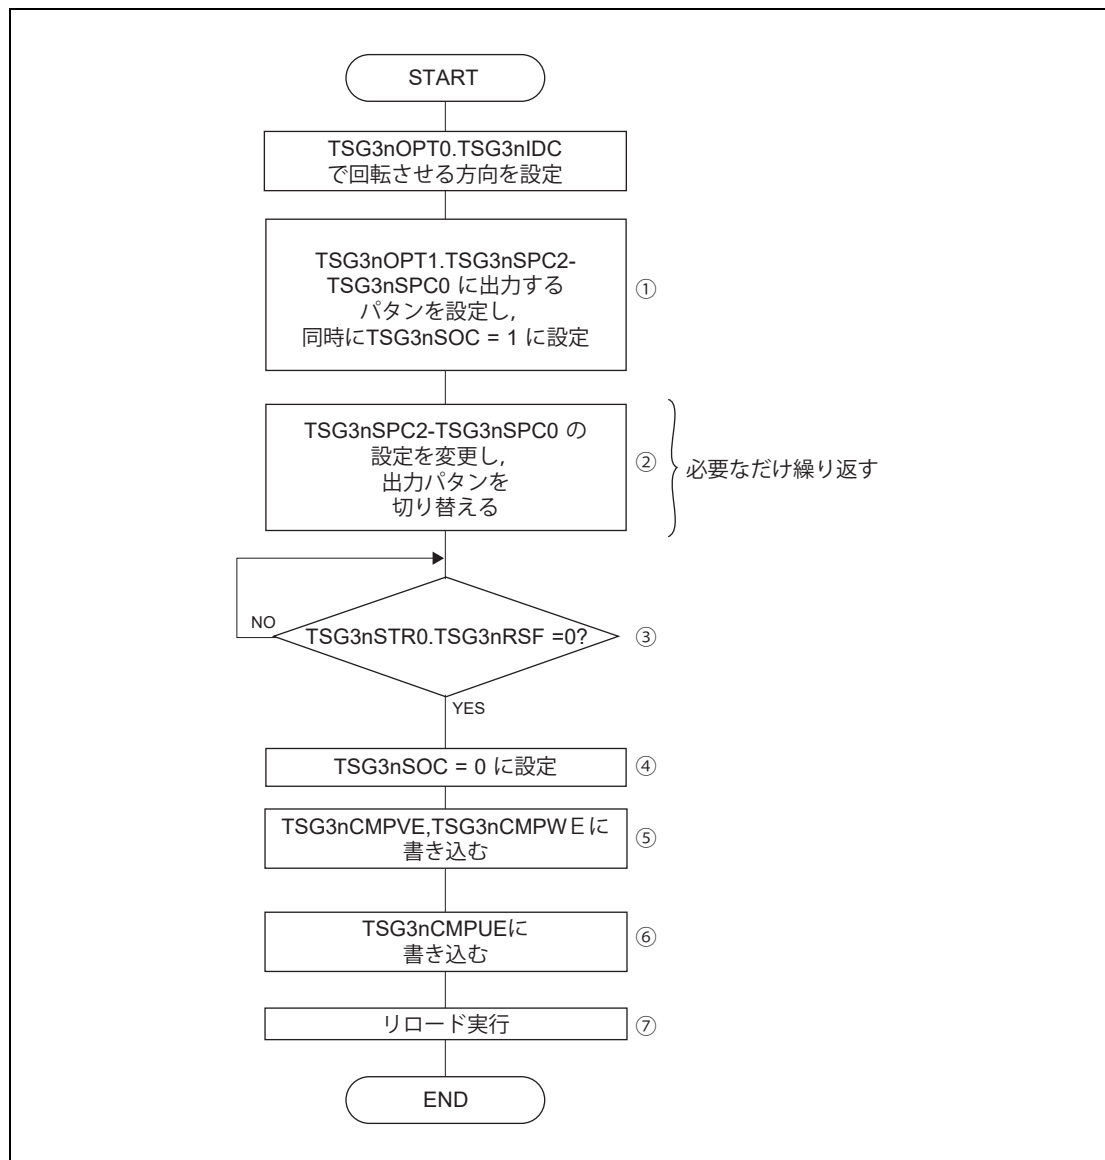 START
TSG3nOPT0.TSG3nIDC
で回転させる方向を設定
TSG3nOPT1.TSG3nSPC2-
TSG3nSPC0 に出力する
パタンを設定し,
同時にTSG3nSOC = 1 に設定
①
TSG3nSPC2-TSG3nSPC0 の
設定を変更し,
出力パタンを
切り替える
②
必要なだけ繰り返す
NO
TSG3nSTR0.TSG3nRSF =0?
③
YES
TSG3nSOC = 0 に設定
④
TSG3nCMPVE,TSG3nCMPWEに
書き込む
⑤
TSG3nCMPUEに
書き込む
⑥
リロード実行
⑦
END